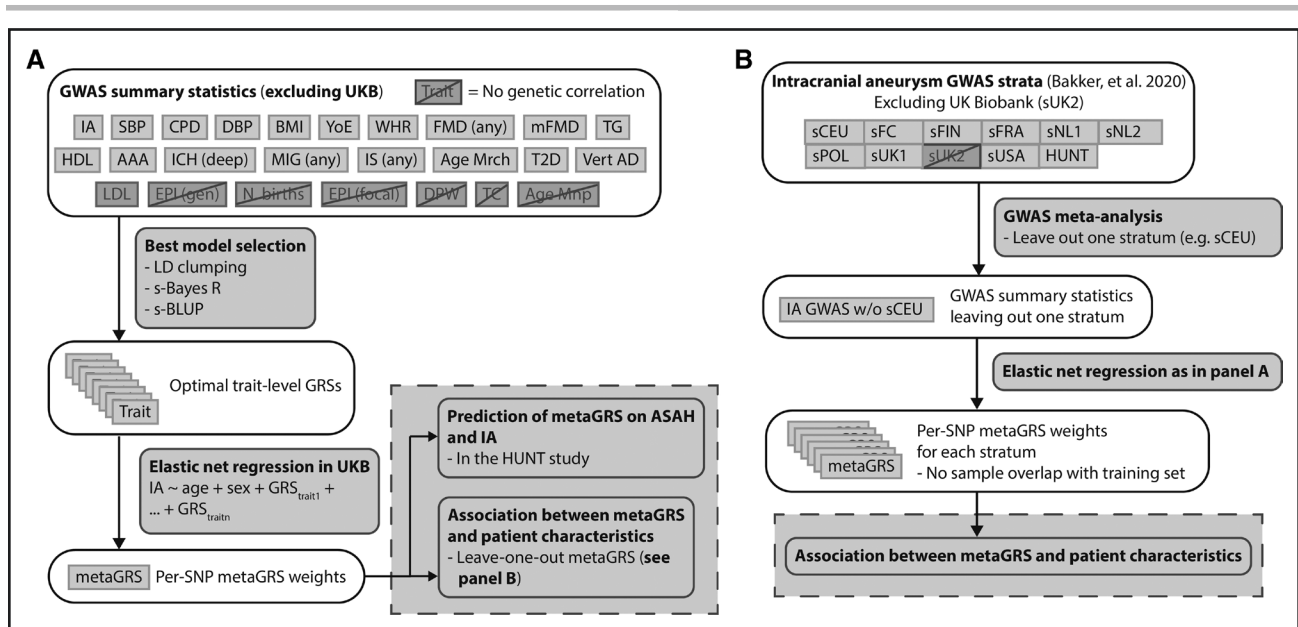 A
GWAS summary statistics (excluding UKB)
Trait = No genetic correlation
IA SBP CPD DBP BMI YoE WHR FMD (any) mFMD TG
HDL AAA ICH (deep) MIG (any) IS (any) Age Mrch T2D Vert AD
LDL EPI (gen) N. births EPI (focal) DPW TC Age Mnp
Best model selection
- LD clumping
- s-Bayes R
- s-BLUP
Optimal trait-level GRSs
Trait
Elastic net regression in UKB
IA ~ age + sex + GRStrait1 +
... + GRStraitn
metaGRS Per-SNP metaGRS weights
Prediction of metaGRS on ASAH
and IA
- In the HUNT study
Association between metaGRS
and patient characteristics
- Leave-one-out metaGRS (see
panel B)
B
Intracranial aneurysm GWAS strata (Bakker, et al. 2020)
Excluding UK Biobank (sUK2)
sCEU sFC sFIN sFRA sNL1 sNL2
sPOL sUK1 sUK2 sUSA HUNT
GWAS meta-analysis
- Leave out one stratum (e.g. sCEU)
IA GWAS w/o sCEU
GWAS summary statistics
leaving out one stratum
Elastic net regression as in panel A
Per-SNP metaGRS weights
for each stratum
- No sample overlap with training set
metaGRS
Association between metaGRS and patient characteristics